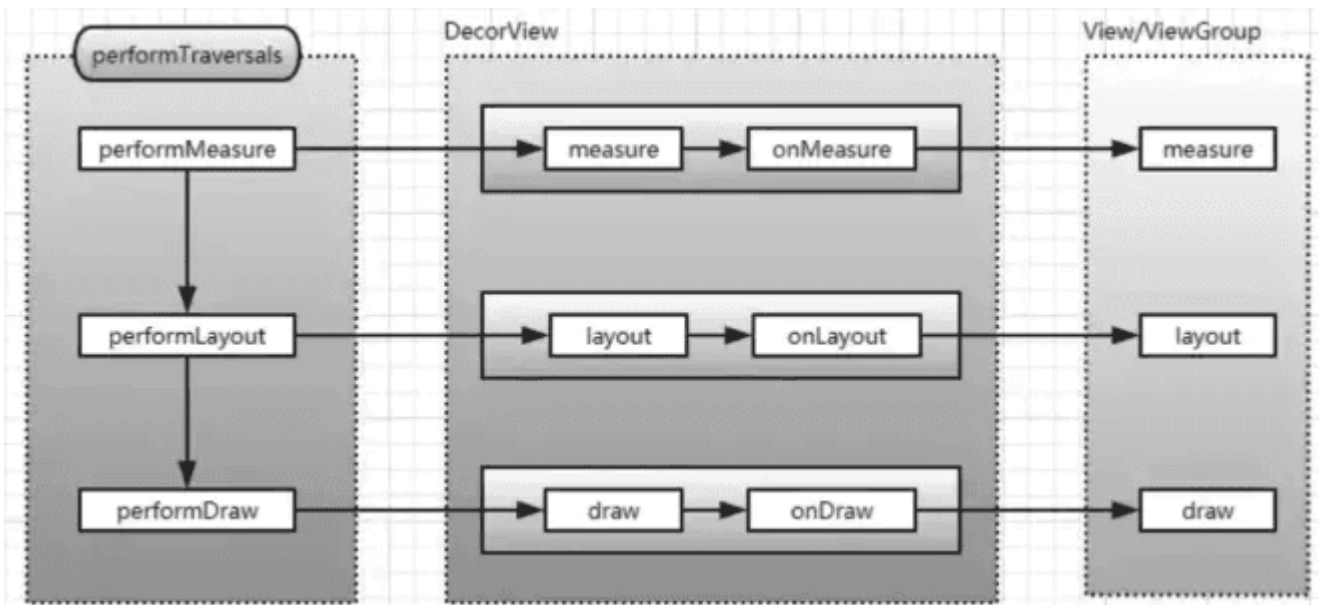 DecorView
View/ViewGroup
performTraversals
performMeasure
measure
onMeasure
measure
performLayout
layout
onLayout
layout
performDraw
draw
onDraw
draw